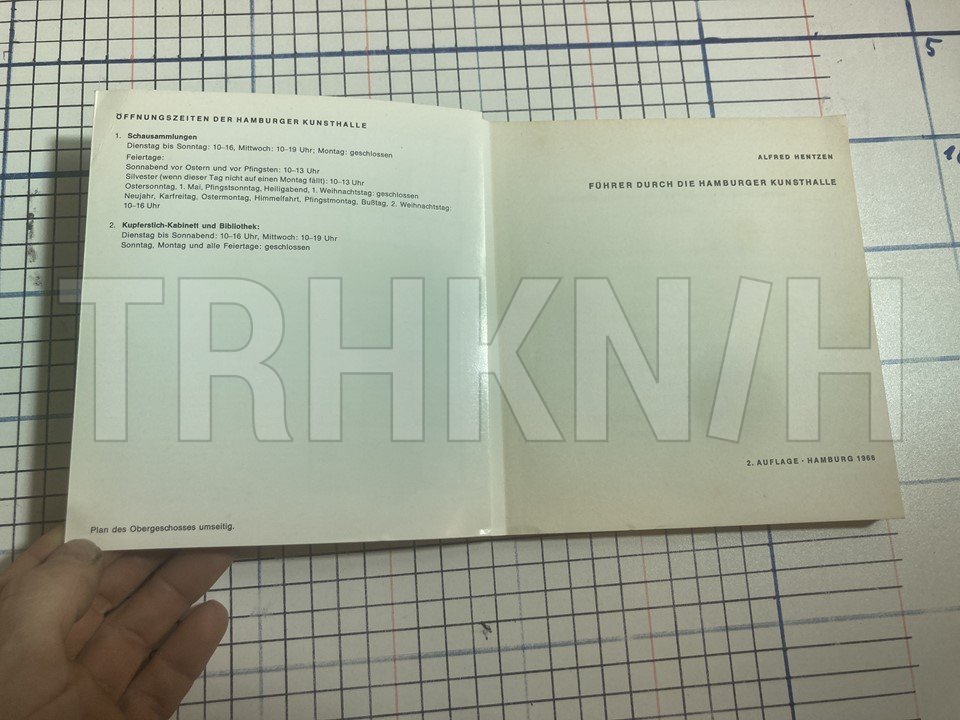 ÖFFNUNGSZEITEN DER HAMBURGER KUNSTHALLE
1. Schausammlungen
Dienstag bis Sonntag: 10–16, Mittwoch: 10–19 Uhr; Montag: geschlossen
Feiertage:
Sonnabend vor Ostern und vor Pfingsten: 10–13 Uhr
Silvester (wenn dieser Tag nicht auf einen Montag fällt): 10–13 Uhr
Ostersonntag, 1. Mai, Pfingstsonntag, Heiligabend, 1. Weihnachtstag: geschlossen
Neujahr, Karfreitag, Ostermontag, Himmelfahrt, Pfingstmontag, Bußtag, 2. Weihnachtstag:
10–16 Uhr
2. Kupferstich-Kabinett und Bibliothek:
Dienstag bis Sonnabend: 10–16 Uhr, Mittwoch: 10–19 Uhr
Sonntag, Montag und alle Feiertage: geschlossen
Plan des Obergeschosses umseitig.
ALFRED HENTZEN
FÜHRER DURCH DIE HAMBURGER KUNSTHALLE
2. AUFLAGE · HAMBURG 1966
TRHKN/H
5
10